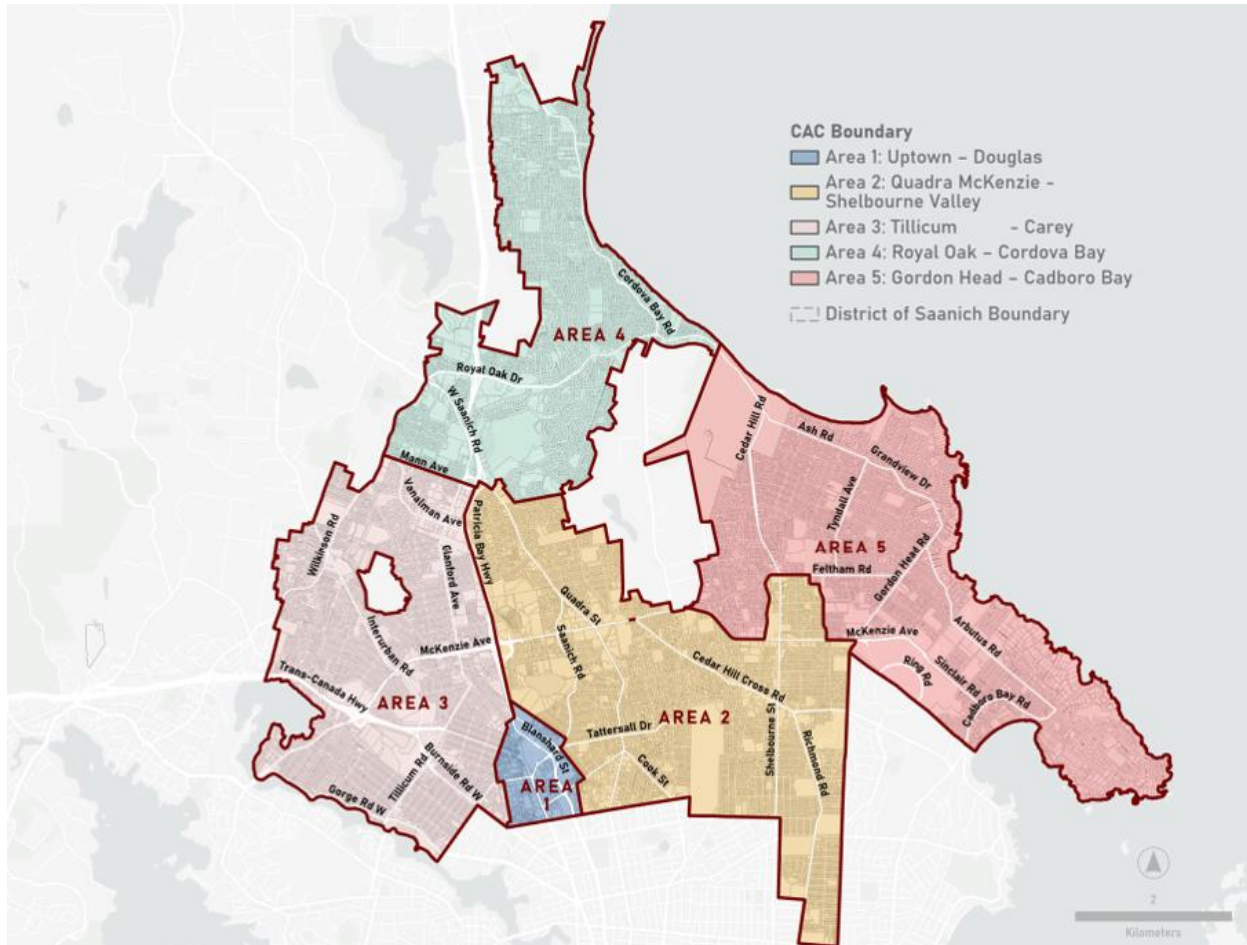 CAC Boundary
Area 1: Uptown – Douglas
Area 2: Quadra McKenzie –
Shelbourne Valley
Area 3: Tillicum - Carey
Area 4: Royal Oak – Cordova Bay
Area 5: Gordon Head – Cadboro Bay
District of Saanich Boundary
Cordova Bay Rd
AREA 4
Royal Oak Dr
W Saanich Rd
Mann Ave
Cedar Hill Rd
Ash Rd
Grandview Dr
Tyndall Ave
AREA 5
Gordon Head Rd
Feltham Rd
Vanalman Ave
Wilkinson Rd
Patricia Bay Hwy
Glanford Ave
Quadra St
Saanich Rd
Interurban Rd
McKenzie Ave
McKenzie Ave
Arbutus Rd
Sinclair Rd
Ring Rd
Cadboro Bay Rd
Cedar Hill Cross Rd
Trans-Canada Hwy
AREA 3
AREA 2
Shelbourne St
Richmond Rd
Tattersall Dr
Blanshard St
Cook St
AREA
1
Burnside Rd W
Tillicum Rd
Gorge Rd W
2
Kilometers